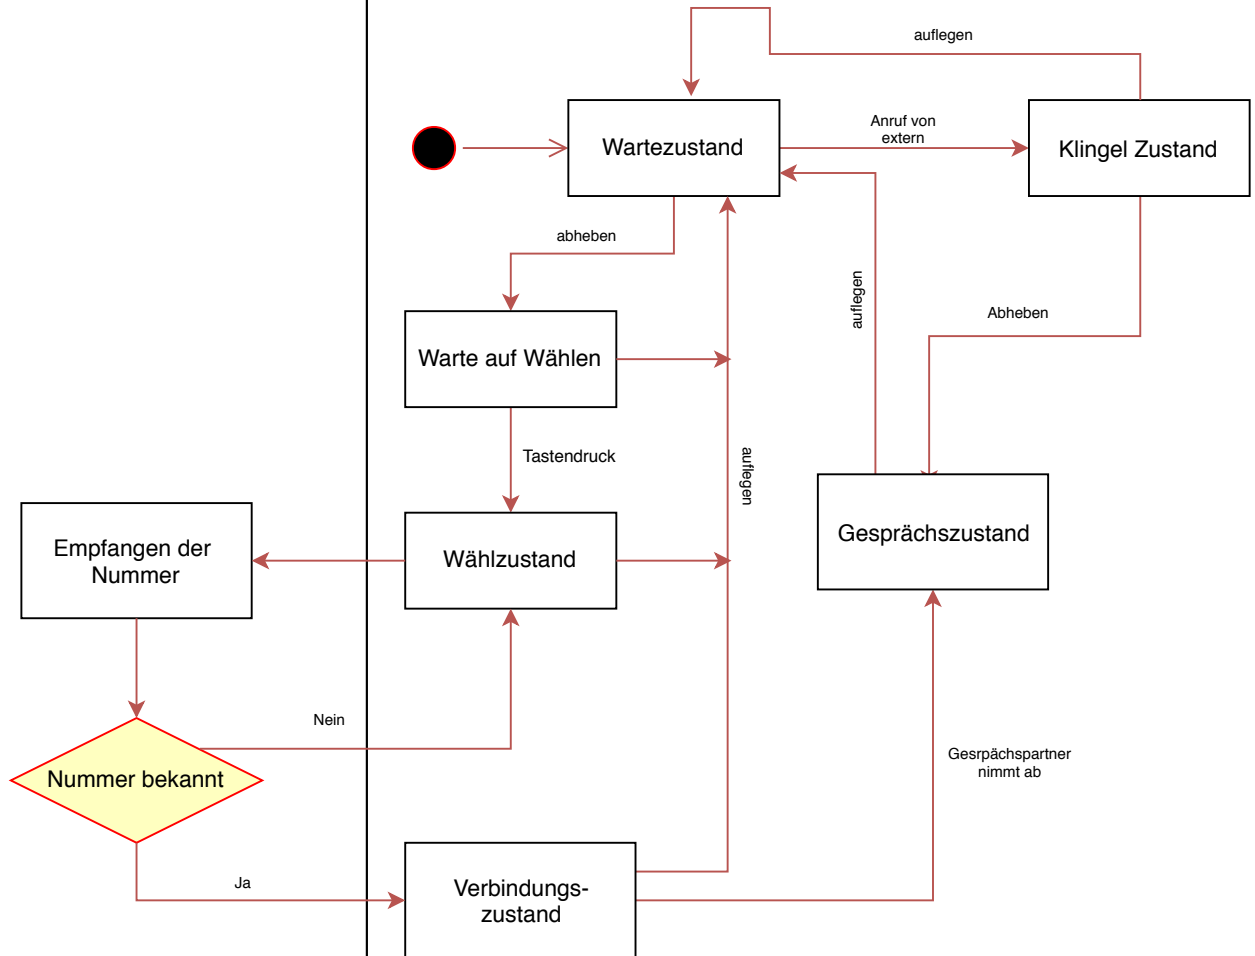 auflegen
Wartezustand
Anruf von
extern
Klingel Zustand
abheben
auflegen
Abheben
Warte auf Wählen
Tastendruck
auflegen
Empfangen der
Nummer
Wählzustand
Gesprächszustand
Nein
Nummer bekannt
Gesrpächspartner
nimmt ab
Ja
Verbindungs-
zustand